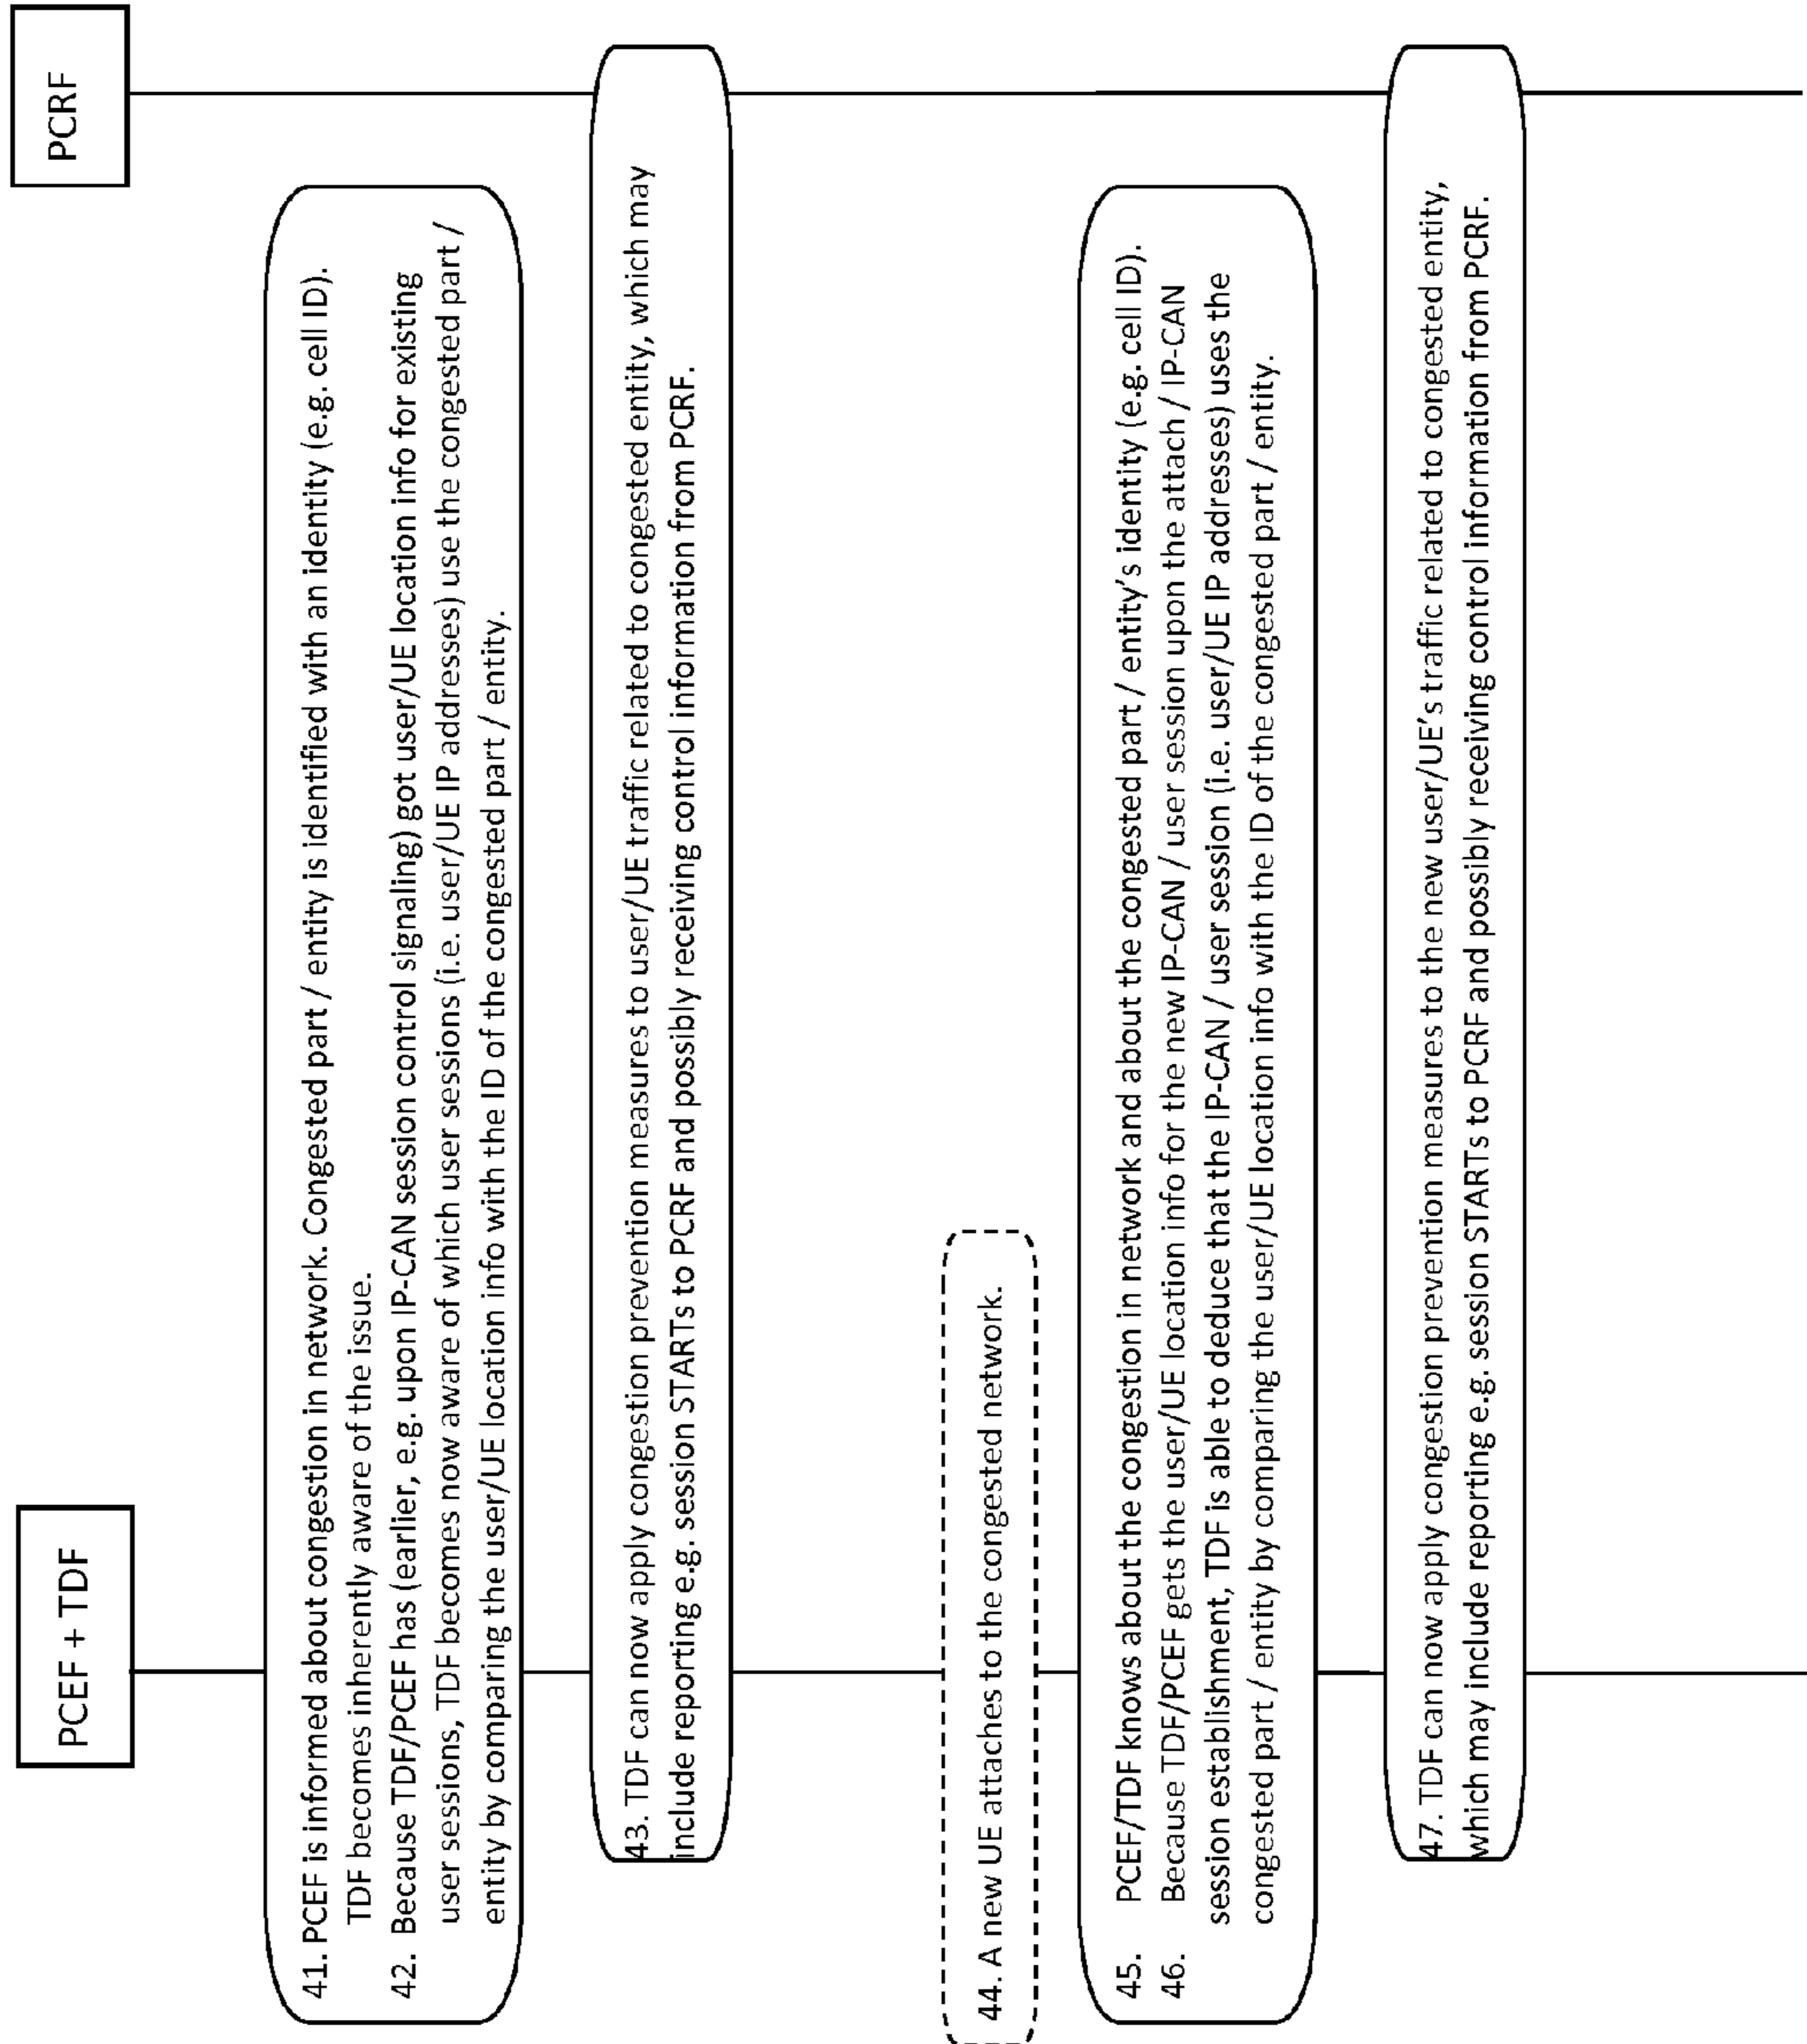 PCEF + TDF
PCRF
41. PCEF is informed about congestion in network. Congested part / entity is identified with an identity (e.g. cell ID).
TDF becomes inherently aware of the issue.
42. Because TDF/PCEF has (earlier, e.g. upon IP-CAN session control signaling) got user/UE location info for existing
user sessions, TDF becomes now aware of which user sessions (i.e. user/UE IP addresses) use the congested part /
entity by comparing the user/UE location info with the ID of the congested part / entity.
43. TDF can now apply congestion prevention measures to user/UE traffic related to congested entity, which may
include reporting e.g. session STARTs to PCRF and possibly receiving control information from PCRF.
44. A new UE attaches to the congested network.
45. PCEF/TDF knows about the congestion in network and about the congested part / entity's identity (e.g. cell ID).
46. Because TDF/PCEF gets the user/UE location info for the new IP-CAN / user session upon the attach / IP-CAN
session establishment, TDF is able to deduce that the IP-CAN / user session (i.e. user/UE IP addresses) uses the
congested part / entity by comparing the user/UE location info with the ID of the congested part / entity.
47. TDF can now apply congestion prevention measures to the new user/UE's traffic related to congested entity,
which may include reporting e.g. session STARTs to PCRF and possibly receiving control information from PCRF.